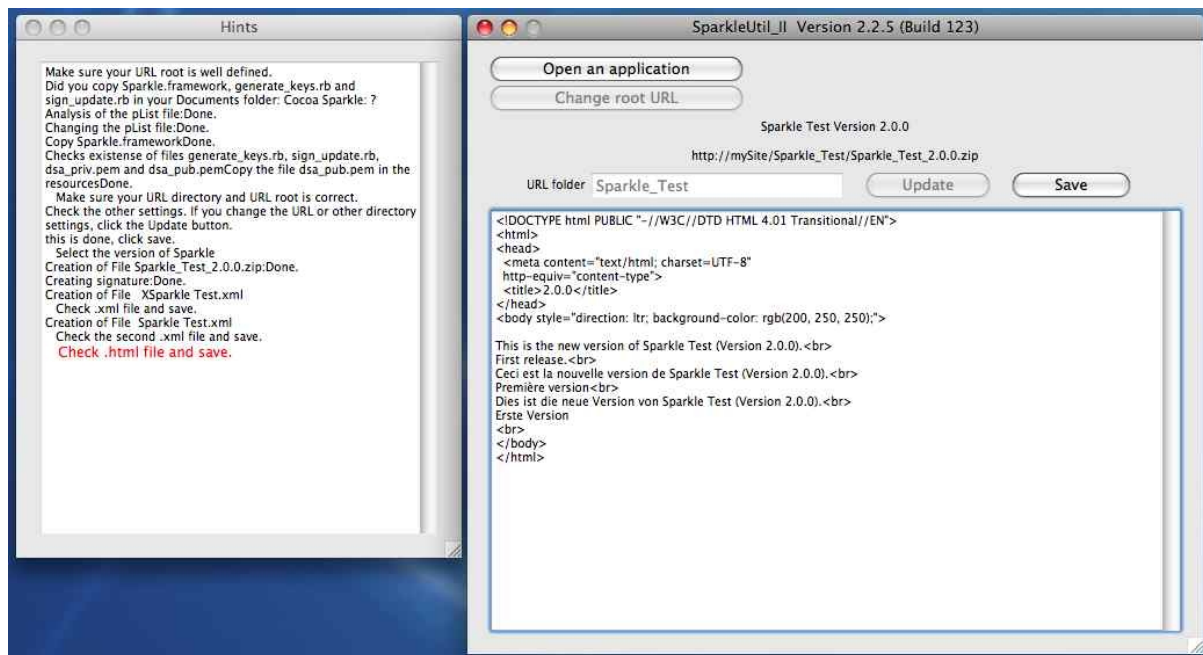 Hints
Make sure your URL root is well defined.
Did you copy Sparkle.framework, generate_keys.rb and
sign_update.rb in your Documents folder: Cocoa Sparkle: ?
Analysis of the pList file:Done.
Changing the pList file:Done.
Copy Sparkle.frameworkDone.
Checks existense of files generate_keys.rb, sign_update.rb,
dsa_priv.pem and dsa_pub.pemCopy the file dsa_pub.pem in the
resourcesDone.
Make sure your URL directory and URL root is correct.
Check the other settings. If you change the URL or other directory
settings, click the Update button.
this is done, click save.
Select the version of Sparkle
Creation of File Sparkle_Test_2.0.0.zip:Done.
Creating signature:Done.
Creation of File XSparkle Test.xml
Check .xml file and save.
Creation of File Sparkle Test.xml
Check the second .xml file and save.
Check .html file and save.
SparkleUtil_II Version 2.2.5 (Build 123)
Open an application
Change root URL
Sparkle Test Version 2.0.0
http://mySite/Sparkle_Test/Sparkle_Test_2.0.0.zip
URL folder Sparkle_Test Update Save
<!DOCTYPE html PUBLIC "-//W3C//DTD HTML 4.01 Transitional//EN">
<html>
<head>
<meta content="text/html; charset=UTF-8"
http-equiv="content-type">
<title>2.0.0</title>
</head>
<body style="direction: ltr; background-color: rgb(200, 250, 250);">
This is the new version of Sparkle Test (Version 2.0.0).<br>
First release.<br>
Ceci est la nouvelle version de Sparkle Test (Version 2.0.0).<br>
Première version<br>
Dies ist die neue Version von Sparkle Test (Version 2.0.0).<br>
Erste Version
<br>
</body>
</html>